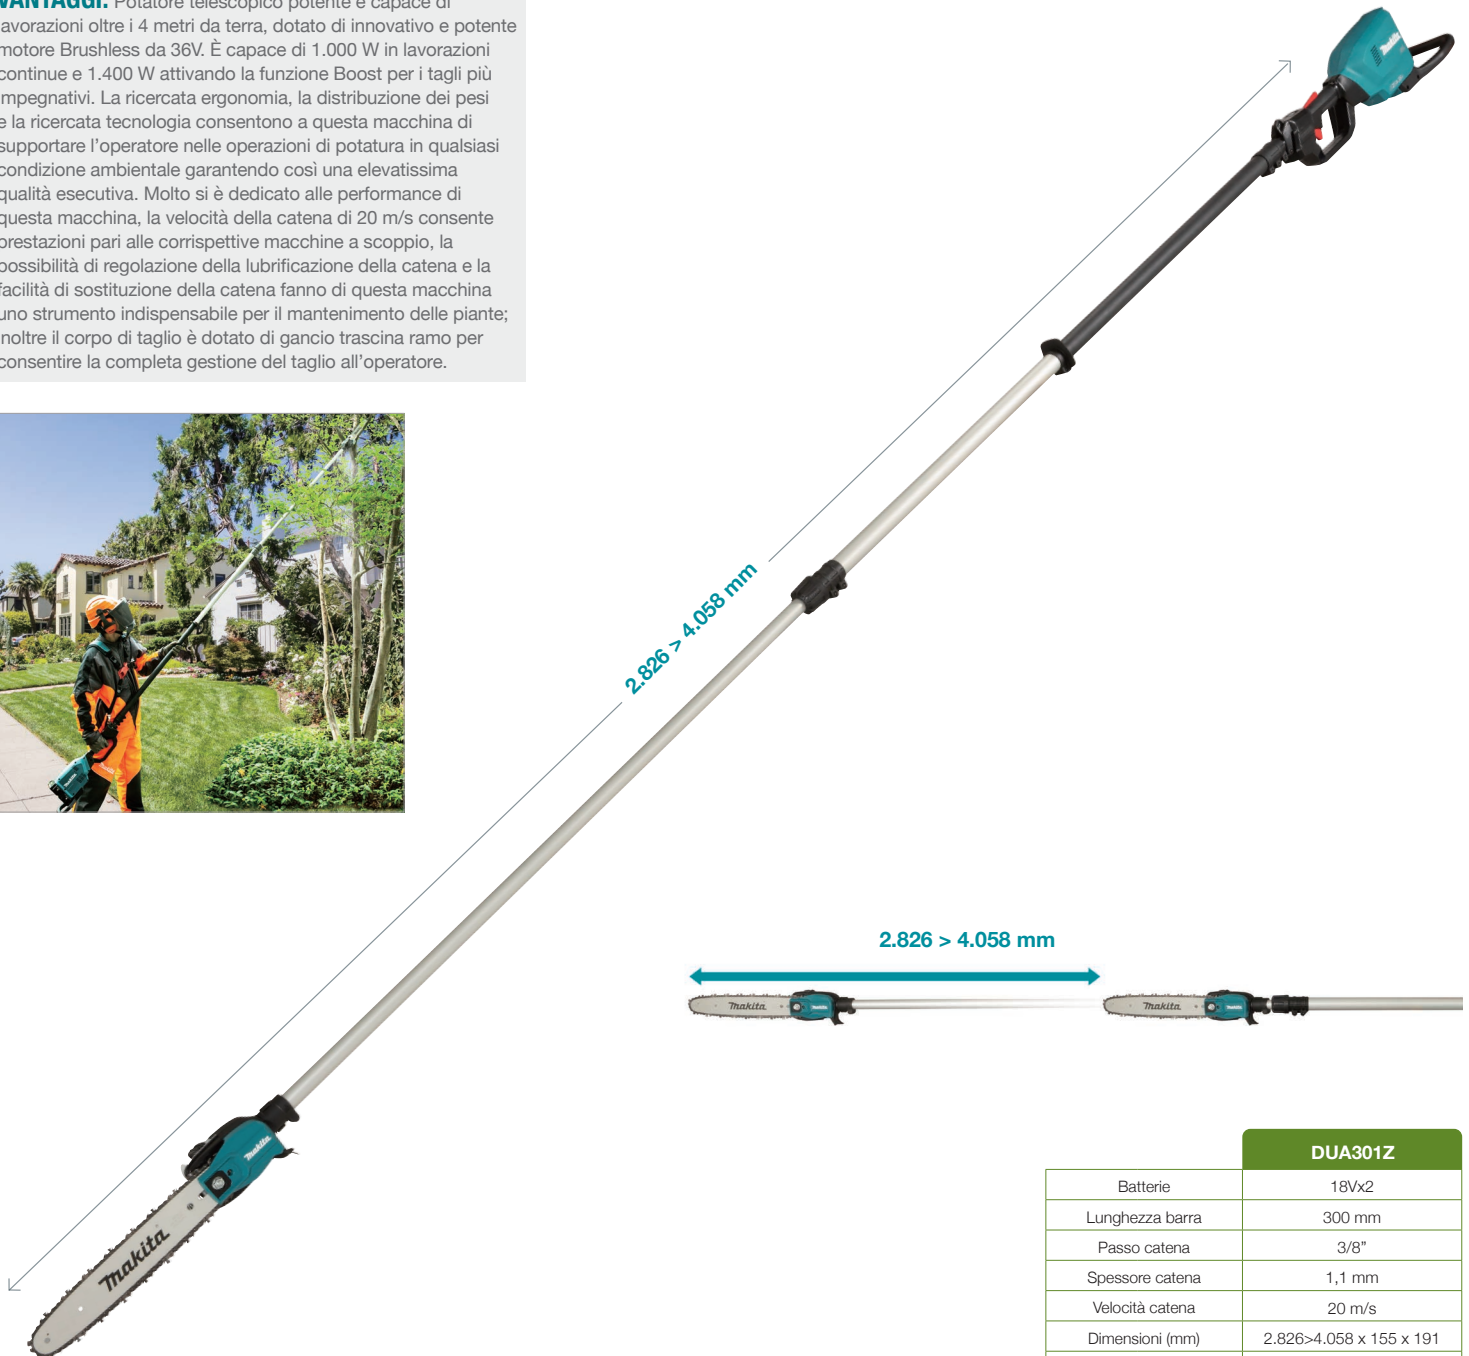 VANTAGGI: Potatore telescopico potente e capace di
lavorazioni oltre i 4 metri da terra, dotato di innovativo e potente
motore Brushless da 36V. È capace di 1.000 W in lavorazioni
continue e 1.400 W attivando la funzione Boost per i tagli più
impegnativi. La ricercata ergonomia, la distribuzione dei pesi
e la ricercata tecnologia consentono a questa macchina di
supportare l’operatore nelle operazioni di potatura in qualsiasi
condizione ambientale garantendo così una elevatissima
qualità esecutiva. Molto si è dedicato alle performance di
questa macchina, la velocità della catena di 20 m/s consente
prestazioni pari alle corrispettive macchine a scoppio, la
possibilità di regolazione della lubrificazione della catena e la
facilità di sostituzione della catena fanno di questa macchina
uno strumento indispensabile per il mantenimento delle piante;
inoltre il corpo di taglio è dotato di gancio trascina ramo per
consentire la completa gestione del taglio all’operatore.
Makita
2.826 > 4.058 mm
2.826 > 4.058 mm
Makita
Makita
Makita
Makita
Makita
Makita
DUA301Z
Batterie 18Vx2
Lunghezza barra 300 mm
Passo catena 3/8”
Spessore catena 1,1 mm
Velocità catena 20 m/s
Dimensioni (mm) 2.826>4.058 x 155 x 191